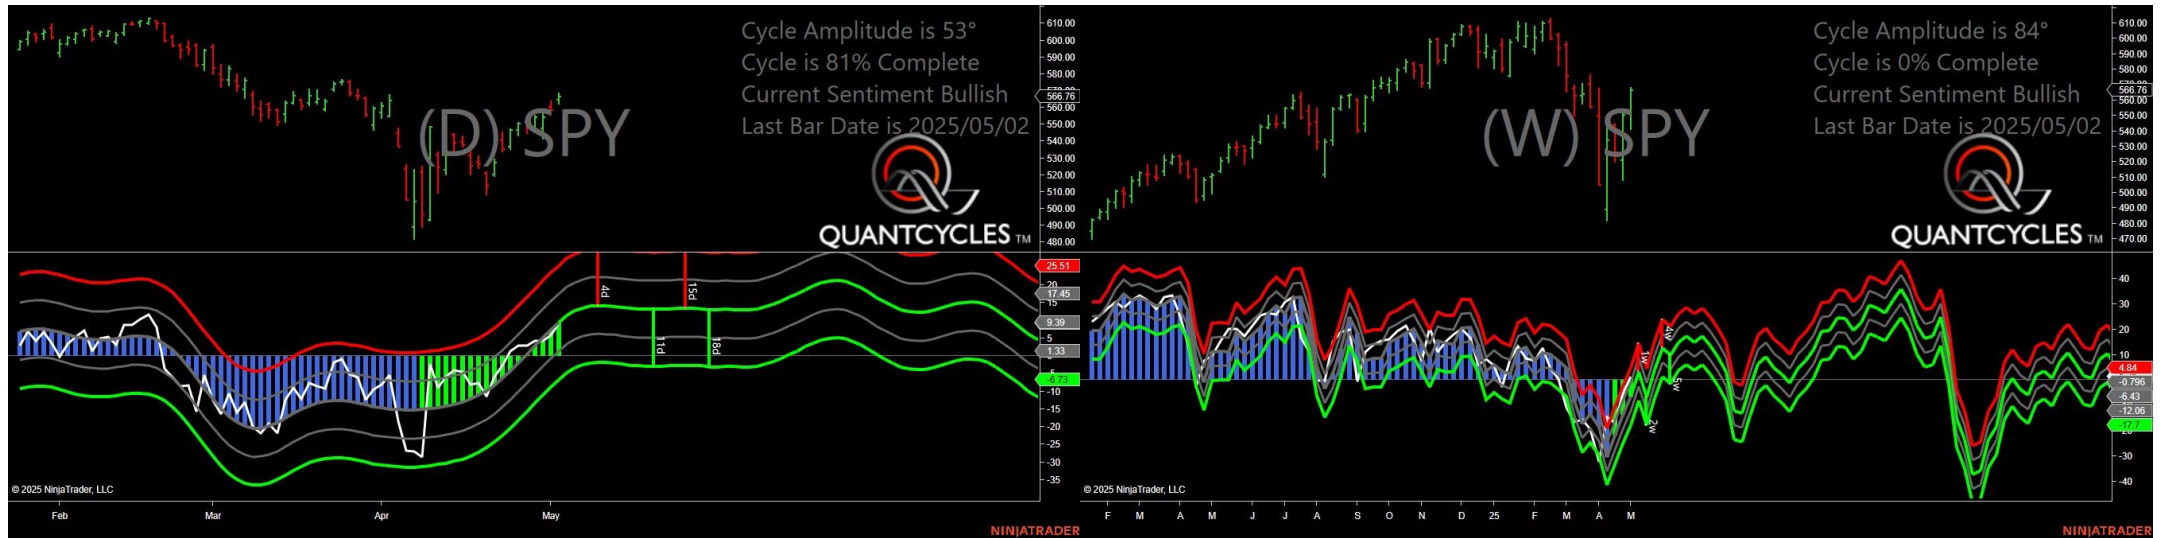 Cycle Amplitude is 53°
Cycle is 81% Complete
Current Sentiment Bullish
Last Bar Date is 2025/05/02
(D) SPY
QUANTCYCLES TM
610.00
600.00
590.00
580.00
566.76
560.00
550.00
540.00
530.00
520.00
510.00
500.00
490.00
480.00
25.51
20
17.45
15
9.39
5
1.33
-5
-6.73
-10
-15
-20
-25
-30
-35
4d
15d
11d
18d
© 2025 NinjaTrader, LLC
Feb
Mar
Apr
May
NINJATRADER
Cycle Amplitude is 84°
Cycle is 0% Complete
Current Sentiment Bullish
Last Bar Date is 2025/05/02
(W) SPY
QUANTCYCLES TM
610.00
600.00
590.00
580.00
566.76
560.00
550.00
540.00
530.00
520.00
510.00
500.00
490.00
480.00
470.00
40
30
20
10
4.84
-0.796
-6.43
-12.06
-17.7
-30
-40
1w
4w
2w
5w
© 2025 NinjaTrader, LLC
F
M
A
M
J
J
A
S
O
N
D
25
F
M
A
M
NINJATRADER